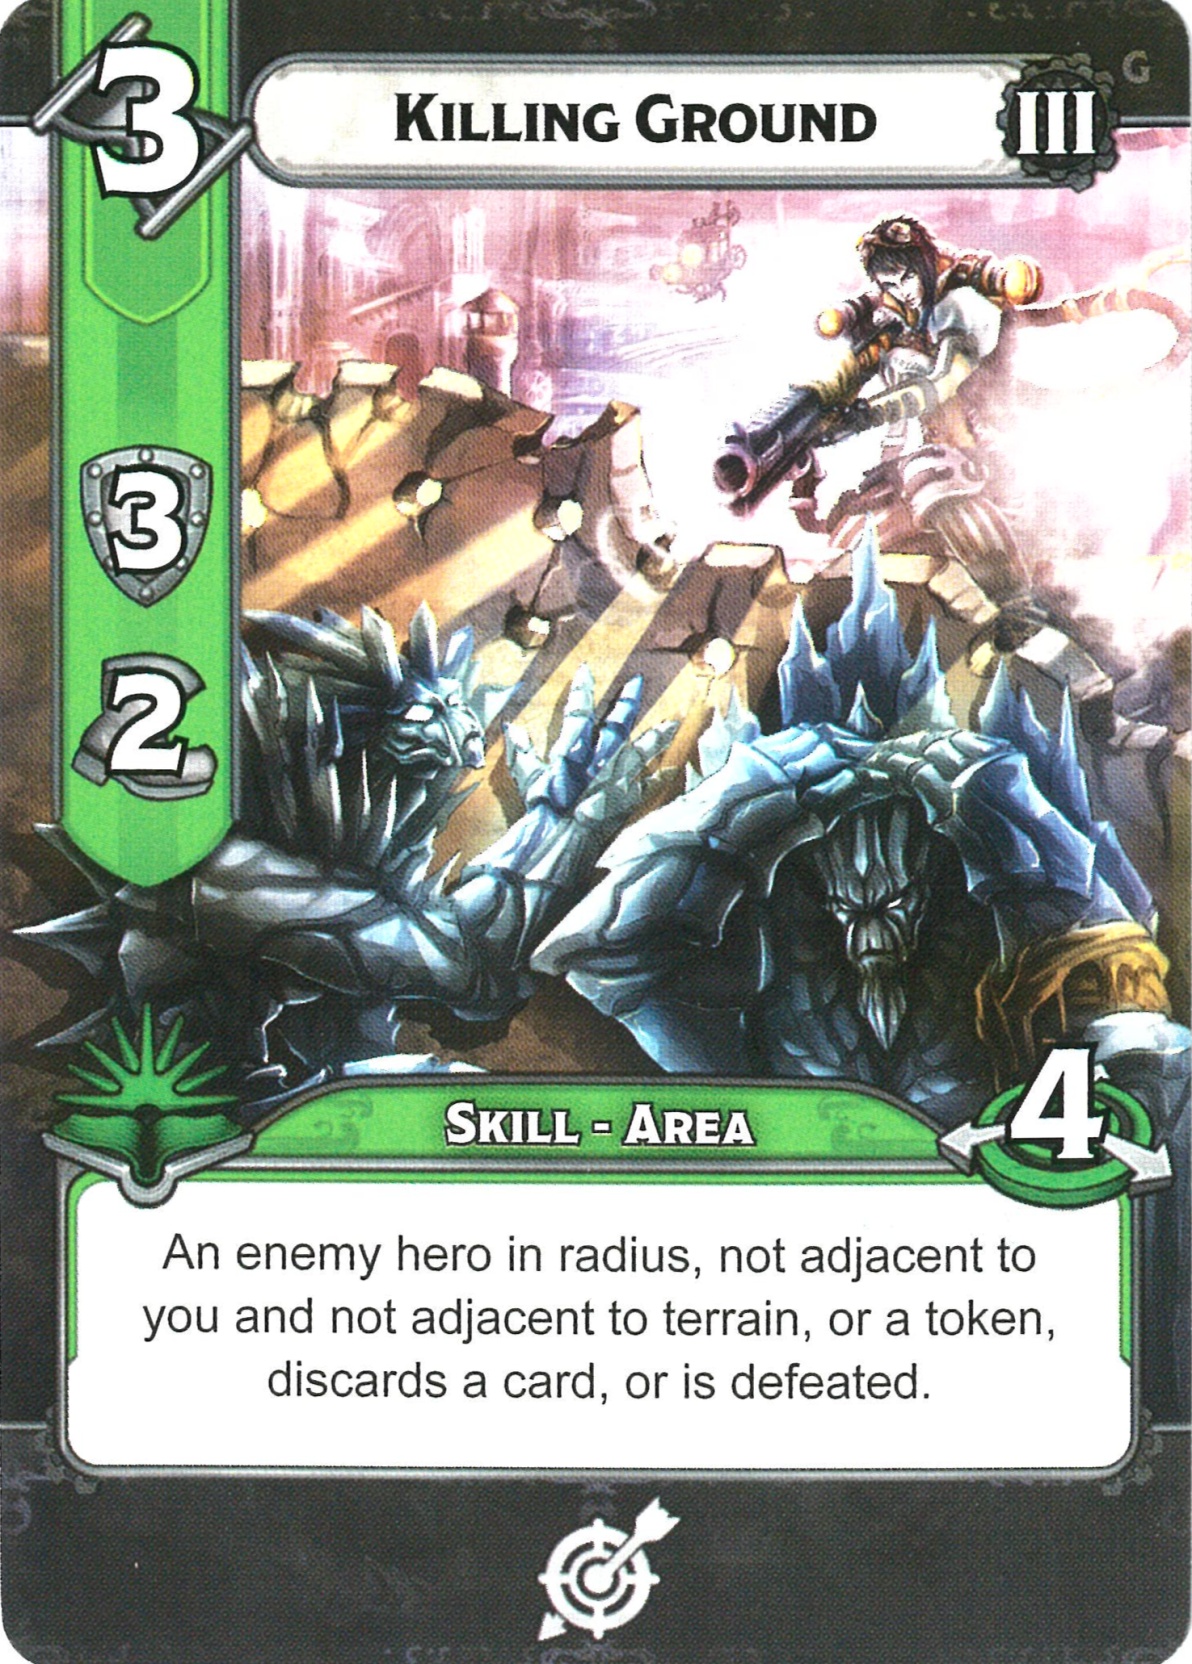 3
KILLING GROUND
III
G
3
2
SKILL - AREA
4
An enemy hero in radius, not adjacent to
you and not adjacent to terrain, or a token,
discards a card, or is defeated.